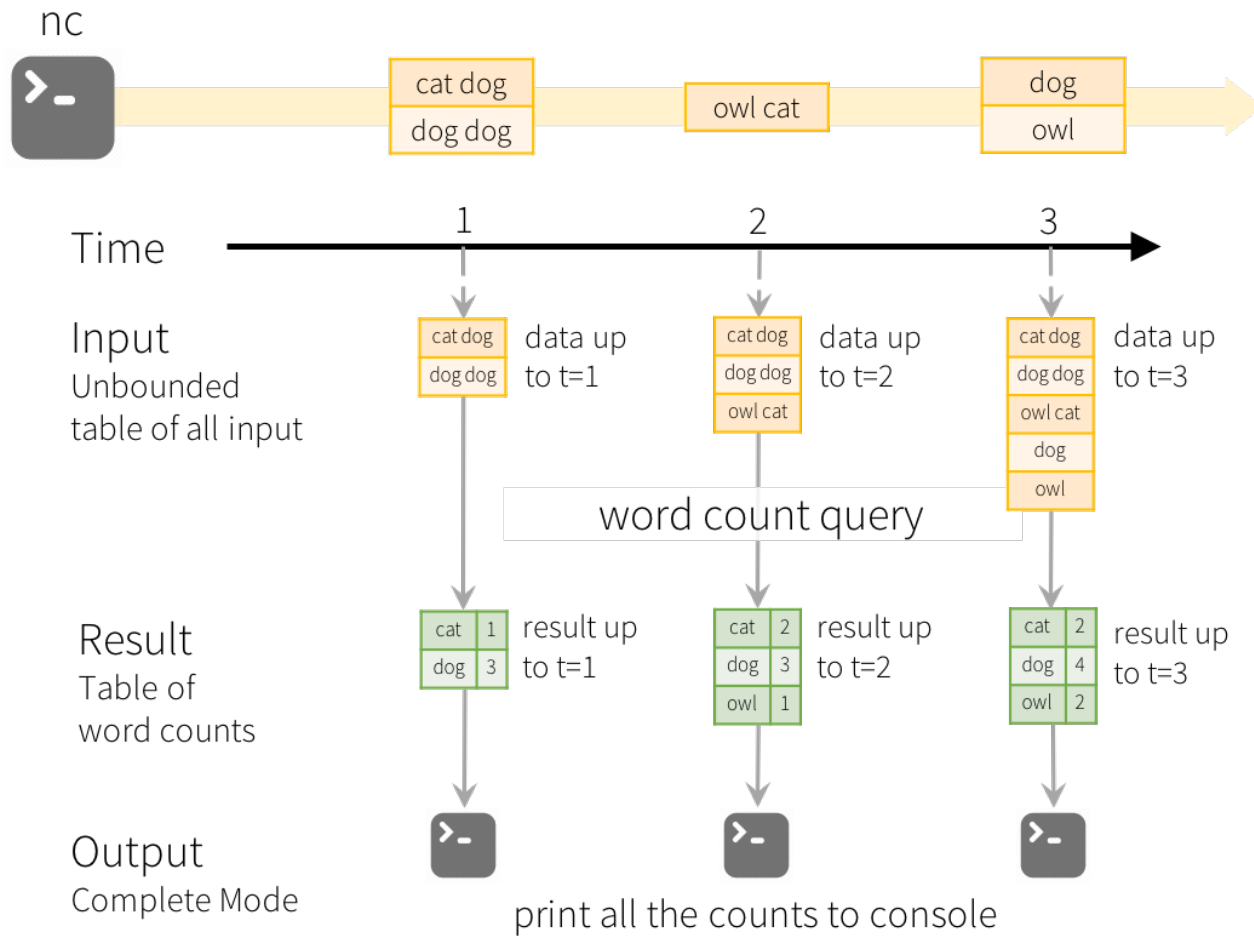 nc
cat dog
dog dog
owl cat
dog
owl
Time
1
2
3
Input
Unbounded
table of all input
cat dog
dog dog
data up
to t=1
cat dog
dog dog
owl cat
data up
to t=2
cat dog
dog dog
owl cat
dog
owl
data up
to t=3
word count query
Result
Table of
word counts
cat 1
dog 3
result up
to t=1
cat 2
dog 3
owl 1
result up
to t=2
cat 2
dog 4
owl 2
result up
to t=3
Output
Complete Mode
print all the counts to console